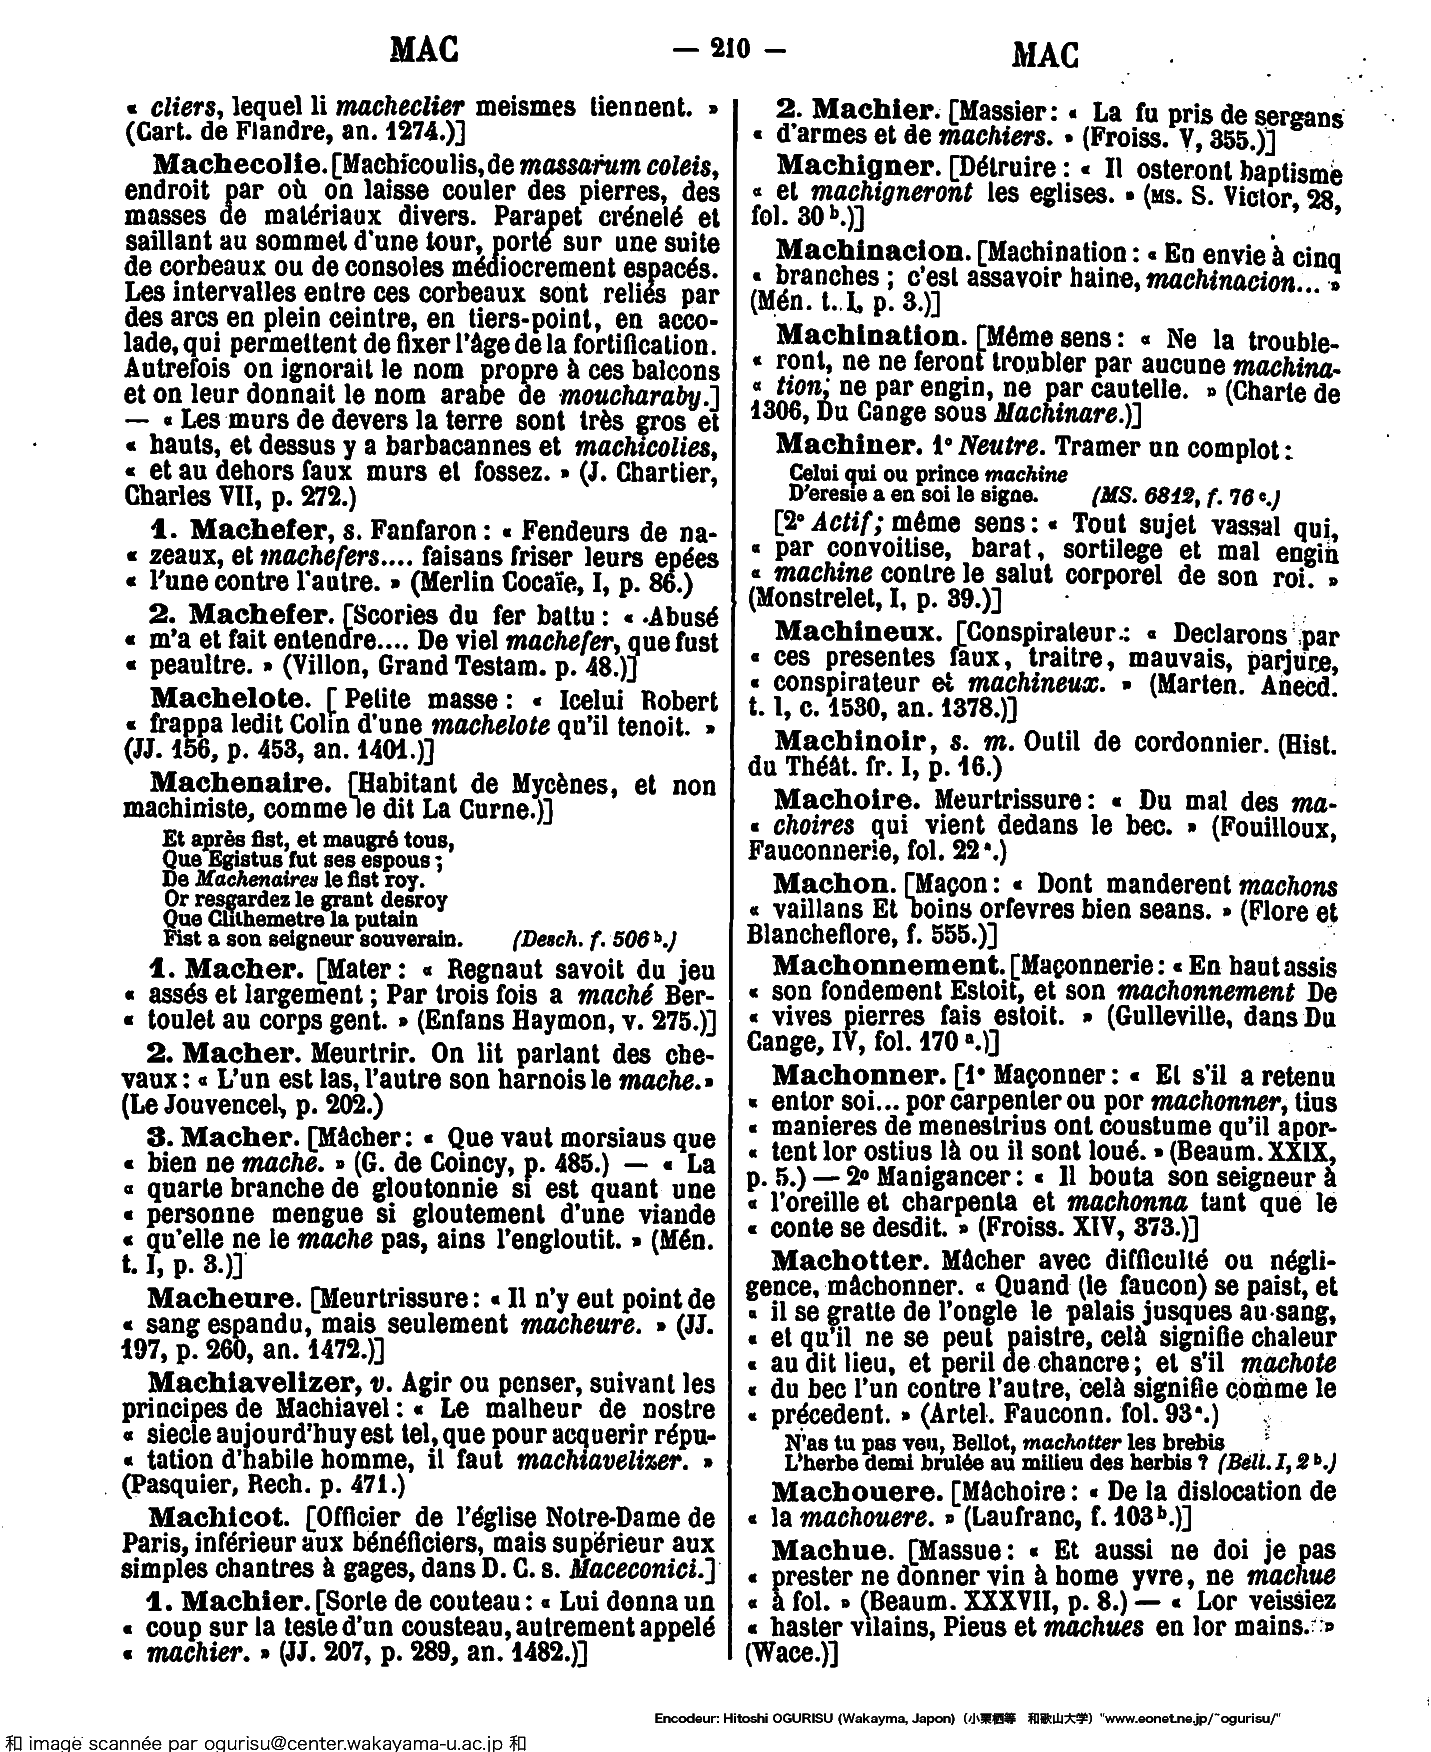 MAC
— 210 —
MAC
« cliers, lequel li macheclier meismes tiennent. »
(Cart. de Flandre, an. 1274.)]
Machecolie. [Machicoulis, de massarum coleis,
endroit par où on laisse couler des pierres, des
masses de matériaux divers. Parapet crénelé et
saillant au sommet d'une tour, porté sur une suite
de corbeaux ou de consoles médiocrement espacés.
Les intervalles entre ces corbeaux sont reliés par
des arcs en plein ceintre, en tiers-point, en acco-
lade, qui permettent de fixer l'âge de la fortification.
Autrefois on ignorait le nom propre à ces balcons
et on leur donnait le nom arabe de moucharaby.]
— « Les murs de devers la terre sont très gros et
« hauts, et dessus y a barbacannes et machicolies,
« et au dehors faux murs et fossez. » (J. Chartier,
Charles VII, p. 272.)
1. Machefer, s. Fanfaron : « Fendeurs de na-
« zeaux, et machefers.... faisans friser leurs epées
« l'une contre l'autre. » (Merlin Cocaïe, I, p. 86.)
2. Machefer. [Scories du fer battu : « Abusé
« m'a et fait entendre.... De viel machefer, que fust
« peaultre. » (Villon, Grand Testam. p. 48.)]
Machelote. [Petite masse : « Icelui Robert
« frappa ledit Colin d'une machelote qu'il tenoit. »
(JJ. 156, p. 453, an. 1401.)]
Machenaire. [Habitant de Mycènes, et non
machiniste, comme le dit La Curne.)]
Et après fist, et maugré tous,
Que Egistus fut ses espous ;
De Machenaires le fist roy.
Or resgardez le grant desroy
Que Clithemetre la putain
Fist a son seigneur souverain. (Desch. f. 506 b.)
1. Macher. [Mater : « Regnaut savoit du jeu
« assés et largement ; Par trois fois a maché Ber-
« toulet au corps gent. » (Enfans Haymon, v. 275.)]
2. Macher. Meurtrir. On lit parlant des che-
vaux : « L'un est las, l'autre son harnois le mache. »
(Le Jouvencel, p. 202.)
3. Macher. [Mâcher : « Que vaut morsiaus que
« bien ne mache. » (G. de Coincy, p. 485.) — « La
« quarte branche de gloutonnie si est quant une
« personne mengue si gloutement d'une viande
« qu'elle ne le mache pas, ains l'engloutit. » (Mén.
t. I, p. 3.)]
Macheure. [Meurtrissure : « Il n'y eut point de
« sang espandu, mais seulement macheure. » (JJ.
197, p. 260, an. 1472.)]
Machiavelizer, v. Agir ou penser, suivant les
principes de Machiavel : « Le malheur de nostre
« siecle aujourd'huy est tel, que pour acquerir répu-
« tation d'habile homme, il faut machiavelizer. »
(Pasquier, Rech. p. 471.)
Machicot. [Officier de l'église Notre-Dame de
Paris, inférieur aux bénéficiers, mais supérieur aux
simples chantres à gages, dans D. C. s. Maceconici.]
1. Machier. [Sorte de couteau : « Lui donna un
« coup sur la teste d'un cousteau, autrement appelé
« machier. » (JJ. 207, p. 289, an. 1482.)]
2. Machier. [Massier : « La fu pris de sergans
« d'armes et de machiers. » (Froiss. V, 355.)]
Machigner. [Détruire : « Il osteront baptisme
« et machigneront les eglises. » (MS. S. Victor, 28,
fol. 30 b.)]
Machinacion. [Machination : « En envie à cinq
« branches ; c'est assavoir haine, machinacion... »
(Mén. t. I, p. 3.)]
Machination. [Même sens : « Ne la trouble-
« ront, ne ne feront troubler par aucune machina-
« tion, ne par engin, ne par cautelle. » (Charte de
1306, Du Cange sous Machinare.)]
Machiner. 1° Neutre. Tramer un complot :
Celui qui ou prince machine
D'eresie a en soi le signe. (MS. 6812, f. 76 c.)
[2° Actif ; même sens : « Tout sujet vassal qui,
« par convoitise, barat, sortilege et mal engin
« machine contre le salut corporel de son roi. »
(Monstrelet, I, p. 39.)]
Machineux. [Conspirateur : « Declarons par
« ces presentes faux, traitre, mauvais, parjure,
« conspirateur et machineux. » (Marten. Anecd.
t. I, c. 1530, an. 1378.)]
Machinoir, s. m. Outil de cordonnier. (Hist.
du Théât. fr. I, p. 16.)
Machoire. Meurtrissure : « Du mal des ma-
« choires qui vient dedans le bec. » (Fouilloux,
Fauconnerie, fol. 22 a.)
Machon. [Maçon : « Dont manderent machons
« vaillans Et boins orfevres bien seans. » (Flore et
Blancheflore, f. 555.)]
Machonnement. [Maçonnerie : « En haut assis
« son fondement Estoit, et son machonnement De
« vives pierres fais estoit. » (Gulleville, dans Du
Cange, IV, fol. 170 a.)]
Machonner. [1° Maçonner : « Et s'il a retenu
« entor soi... por carpenter ou por machonner, tius
« manieres de menestrius ont coustume qu'il apor-
« tent lor ostius là ou il sont loué. » (Beaum. XXIX,
p. 5.) — 2° Manigancer : « Il bouta son seigneur à
« l'oreille et charpenta et machonna tant que le
« conte se desdit. » (Froiss. XIV, 373.)]
Machotter. Mâcher avec difficulté ou négli-
gence, mâchonner. « Quand (le faucon) se paist, et
« il se gratte de l'ongle le palais jusques au sang,
« et qu'il ne se peut paistre, celà signifie chaleur
« au dit lieu, et peril de chancre ; et s'il machote
« du bec l'un contre l'autre, celà signifie comme le
« précedent. » (Artel. Fauconn. fol. 93 a.)
N'as tu pas veu, Bellot, machotter les brebis
L'herbe demi brulée au milieu des herbis ? (Bell. I, 2 b.)
Machouere. [Mâchoire : « De la dislocation de
« la machouere. » (Laufranc, f. 103 b.)]
Machue. [Massue : « Et aussi ne doi je pas
« prester ne donner vin à home yvre, ne machue
« à fol. » (Beaum. XXXVII, p. 8.) — « Lor veissiez
« haster vilains, Pieus et machues en lor mains. »
(Wace.)]
Encodeur: Hitoshi OGURISU (Wakayma, Japon) (小栗栖等 和歌山大学) "www.eonet.ne.jp/~ogurisu/"
和 image scannée par ogurisu@center.wakayama-u.ac.jp 和